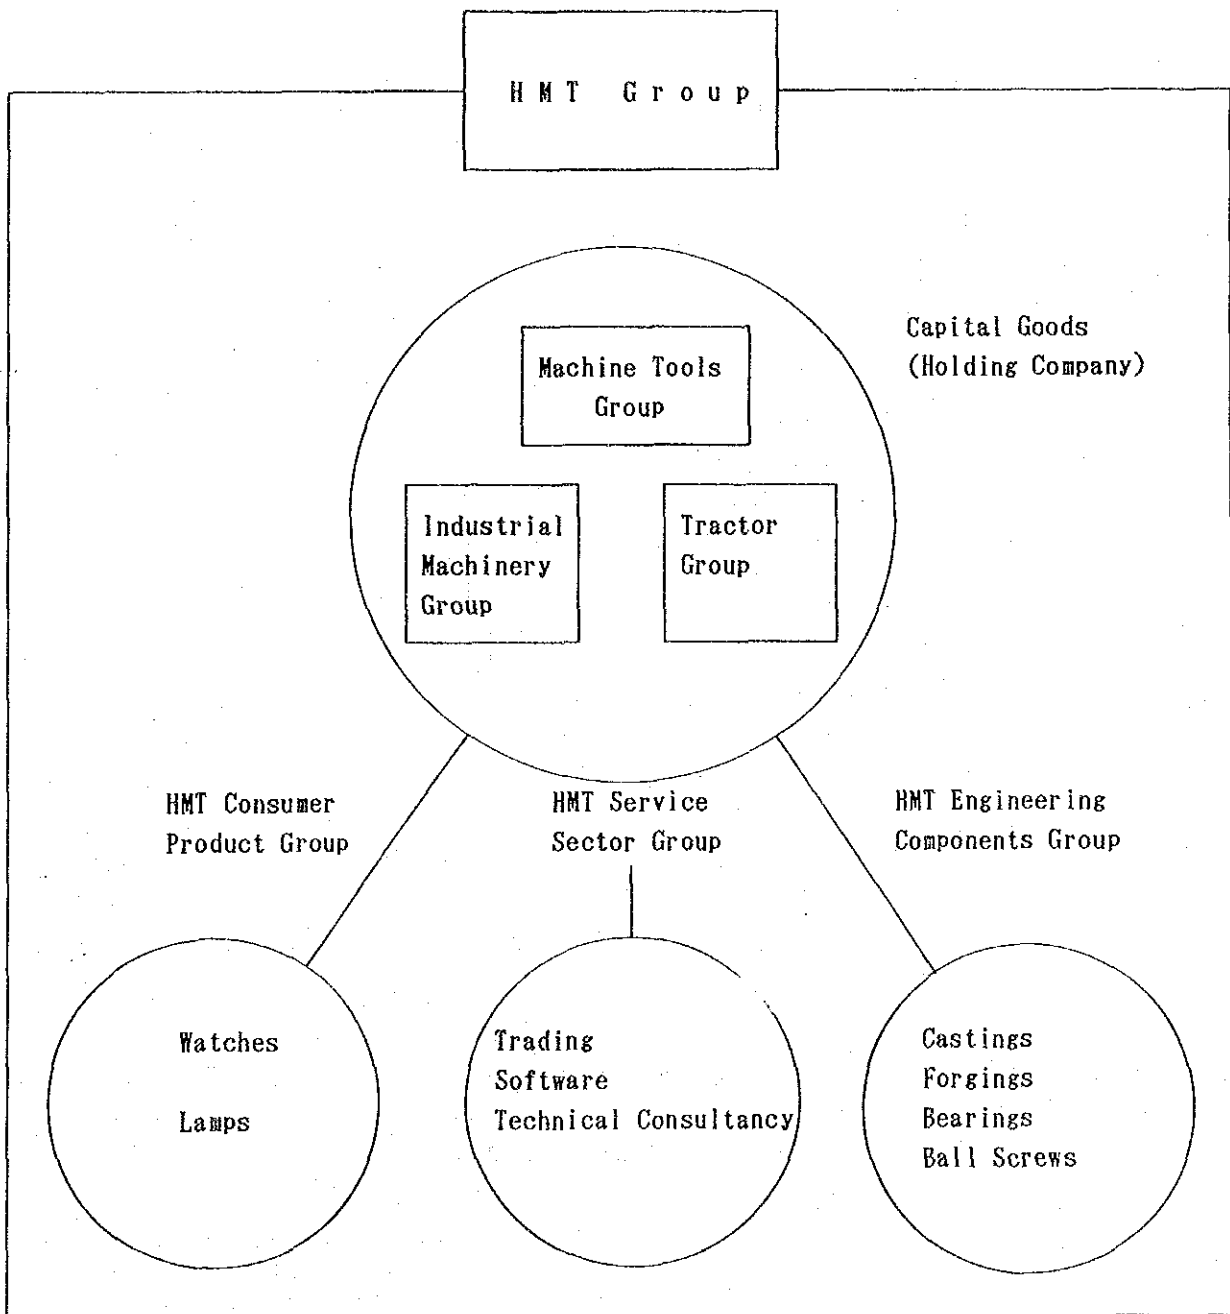 HMT Group
Capital Goods
(Holding Company)
Machine Tools
Group
Industrial
Machinery
Group
Tractor
Group
HMT Consumer
Product Group
HMT Service
Sector Group
HMT Engineering
Components Group
Watches
Lamps
Trading
Software
Technical Consultancy
Castings
Forgings
Bearings
Ball Screws